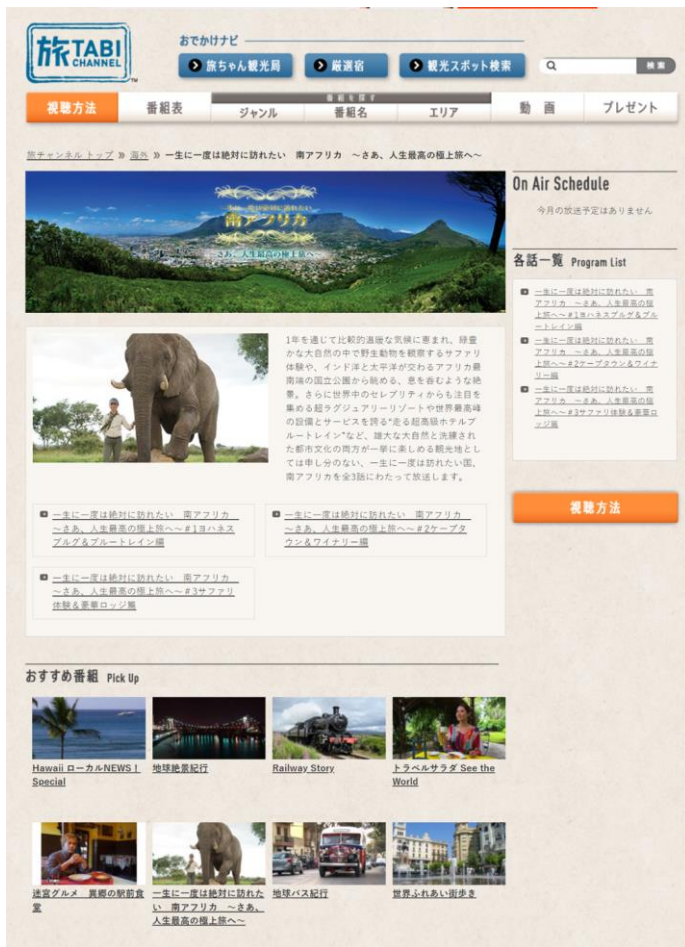 旅 TABI
CHANNEL
TM
おでかけナビ
旅ちゃん観光局
厳選宿
観光スポット検索
検索
視聴方法
番組表
番組を探す
ジャンル
番組名
エリア
動 画
プレゼント
旅チャンネル トップ » 海外 » 一生に一度は絶対に訪れたい 南アフリカ ～さあ、人生最高の極上旅へ～
一生に一度は絶対に訪れたい
南アフリカ
～さあ、人生最高の極上旅へ～
On Air Schedule
今月の放送予定はありません
各話一覧 Program List
一生に一度は絶対に訪れたい 南
アフリカ ～さあ、人生最高の極
上旅へ～＃1ヨハネスブルグ＆ブル
ートレイン編
一生に一度は絶対に訪れたい 南
アフリカ ～さあ、人生最高の極
上旅へ～＃2ケープタウン＆ワイナ
リー編
一生に一度は絶対に訪れたい 南
アフリカ ～さあ、人生最高の極
上旅へ～＃3サファリ体験＆豪華ロ
ッジ編
視聴方法
1年を通じて比較的温暖な気候に恵まれ、緑豊
かな大自然の中で野生動物を観察するサファリ
体験や、インド洋と太平洋が交わるアフリカ最
南端の国立公園から眺める、息を呑むような絶
景。さらに世界中のセレブリティからも注目を
集める超ラグジュアリーリゾートや世界最高峰
の設備とサービスを誇る“走る超高級ホテルブ
ルートレイン”など、雄大な大自然と洗練され
た都市文化の両方が一挙に楽しめる観光地とし
ては申し分のない、一生に一度は訪れたい国、
南アフリカを全3話にわたって放送します。
一生に一度は絶対に訪れたい 南アフリカ
～さあ、人生最高の極上旅へ～＃1ヨハネス
ブルグ＆ブルートレイン編
一生に一度は絶対に訪れたい 南アフリカ
～さあ、人生最高の極上旅へ～＃2ケープタ
ウン＆ワイナリー編
一生に一度は絶対に訪れたい 南アフリカ
～さあ、人生最高の極上旅へ～＃3サファリ
体験＆豪華ロッジ編
おすすめ番組 Pick Up
Hawaii ローカルNEWS！
Special
地球絶景紀行
Railway Story
トラベルサラダ See the
World
迷宮グルメ 異郷の駅前食
堂
一生に一度は絶対に訪れた
い 南アフリカ ～さあ、
人生最高の極上旅へ～
地球バス紀行
世界ふれあい街歩き